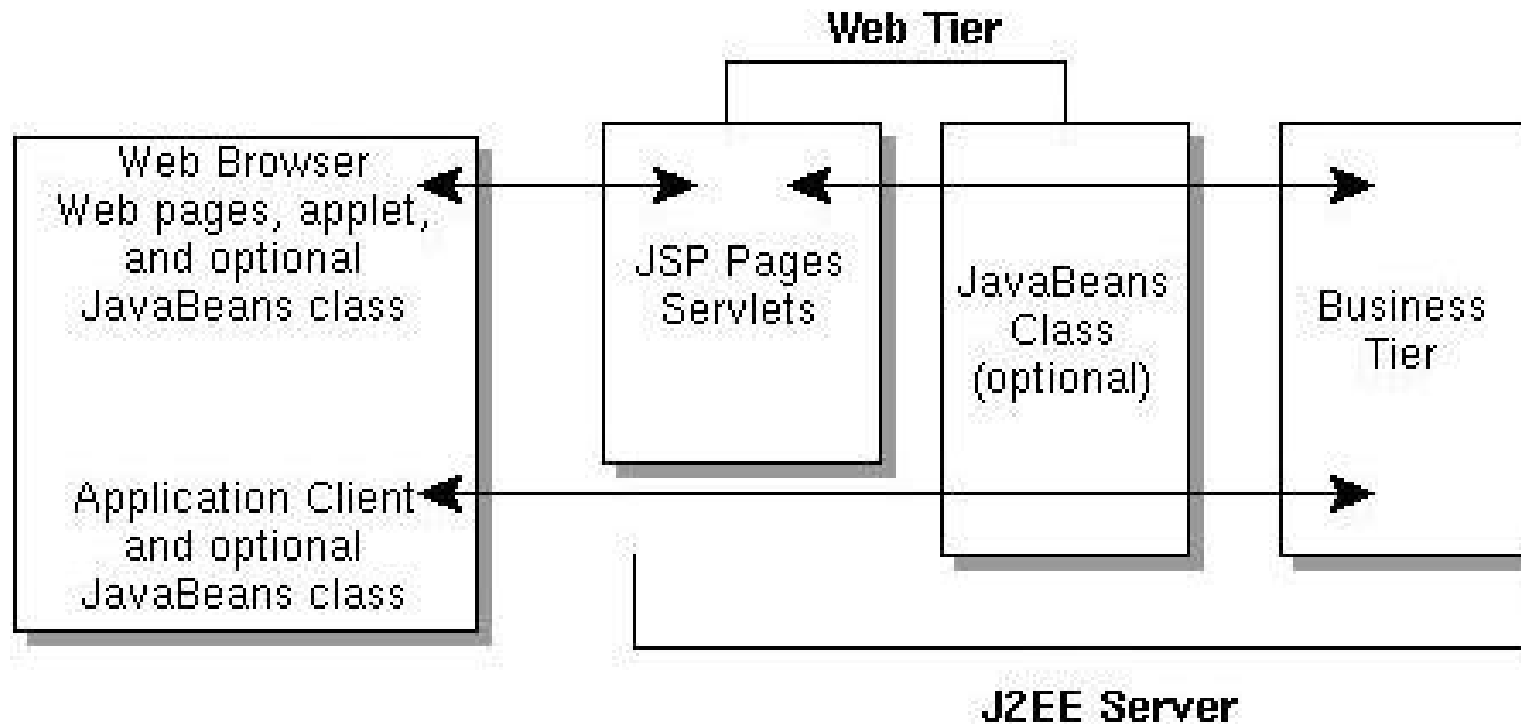 Web Tier
Web Browser
Web pages, applet,
and optional
JavaBeans class
Application Client
and optional
JavaBeans class
JSP Pages
Servlets
JavaBeans
Class
(optional)
Business
Tier
J2EE Server